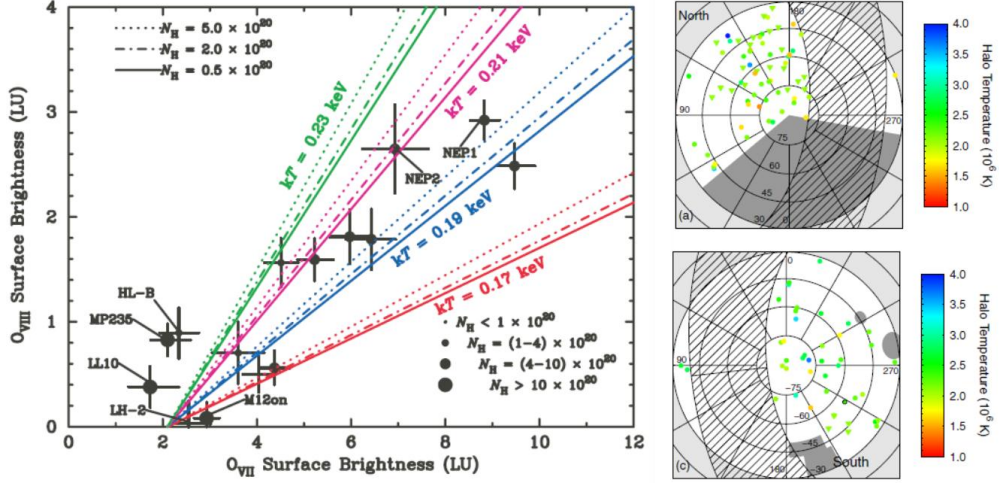 4
3
2
1
0
0
2
4
6
8
10
12
O_VIII Surface Brightness (LU)
O_VII Surface Brightness (LU)
N_H = 5.0 × 10^20
N_H = 2.0 × 10^20
N_H = 0.5 × 10^20
kT = 0.23 keV
kT = 0.21 keV
kT = 0.19 keV
kT = 0.17 keV
NEP1
NEP2
HL-B
MP235
LL10
LH-2
M12on
N_H < 1 × 10^20
N_H = (1-4) × 10^20
N_H = (4-10) × 10^20
N_H > 10 × 10^20
North
180
90
270
75
60
45
30
0
(a)
4.0
3.5
3.0
2.5
2.0
1.5
1.0
Halo Temperature (10^6 K)
0
90
270
-75
-60
-45
-30
180
South
(c)
4.0
3.5
3.0
2.5
2.0
1.5
1.0
Halo Temperature (10^6 K)